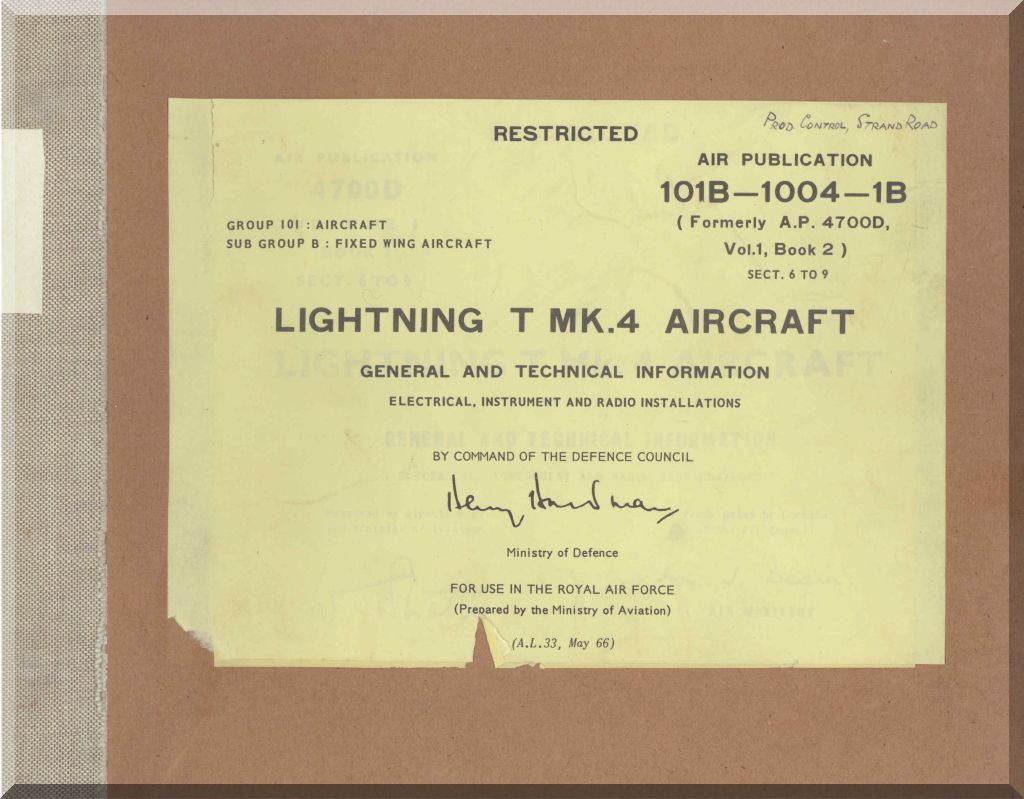 RESTRICTED
Prod. Control, Strand Road
AIR PUBLICATION
101B—1004—1B
( Formerly A.P. 4700D,
Vol.1, Book 2 )
SECT. 6 TO 9
GROUP 101 : AIRCRAFT
SUB GROUP B : FIXED WING AIRCRAFT
LIGHTNING T MK.4 AIRCRAFT
GENERAL AND TECHNICAL INFORMATION
ELECTRICAL, INSTRUMENT AND RADIO INSTALLATIONS
BY COMMAND OF THE DEFENCE COUNCIL
Henry Hardman
Ministry of Defence
FOR USE IN THE ROYAL AIR FORCE
(Prepared by the Ministry of Aviation)
(A.L.33, May 66)